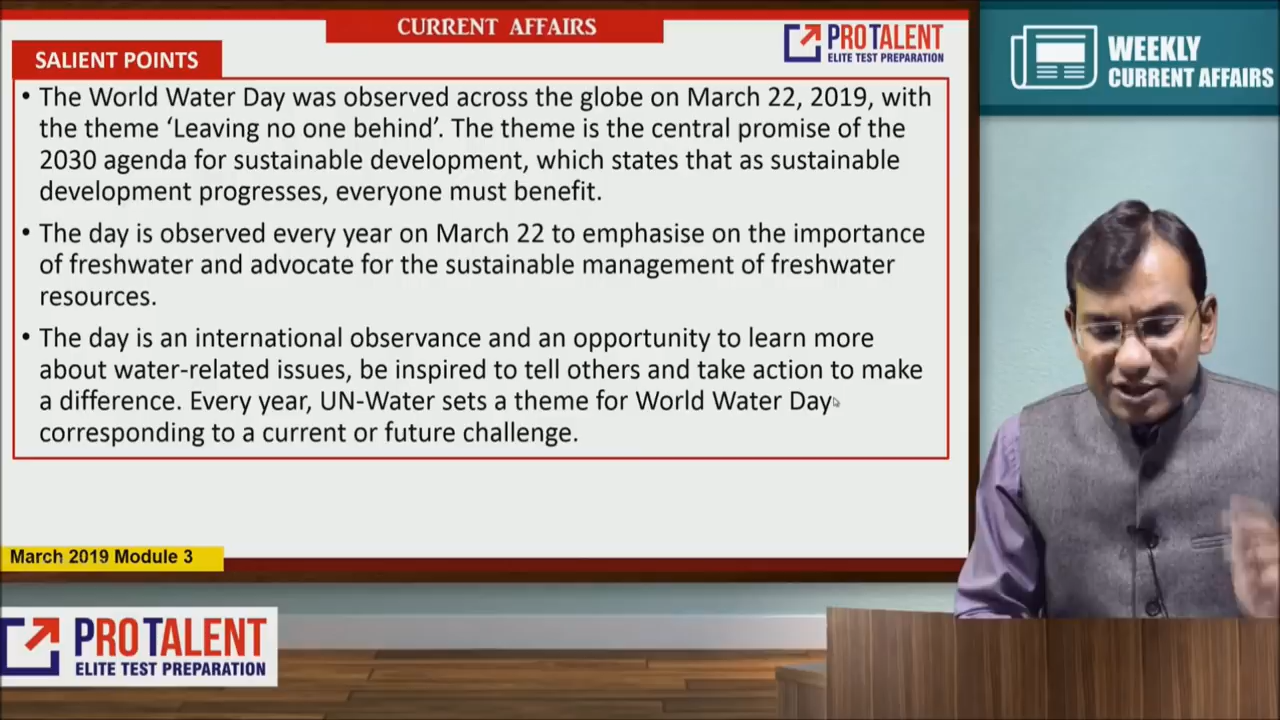 CURRENT AFFAIRS
PROTALENT
ELITE TEST PREPARATION
WEEKLY
CURRENT AFFAIRS
SALIENT POINTS
• The World Water Day was observed across the globe on March 22, 2019, with
the theme ‘Leaving no one behind’. The theme is the central promise of the
2030 agenda for sustainable development, which states that as sustainable
development progresses, everyone must benefit.
• The day is observed every year on March 22 to emphasise on the importance
of freshwater and advocate for the sustainable management of freshwater
resources.
• The day is an international observance and an opportunity to learn more
about water-related issues, be inspired to tell others and take action to make
a difference. Every year, UN-Water sets a theme for World Water Day
corresponding to a current or future challenge.
March 2019 Module 3
PROTALENT
ELITE TEST PREPARATION